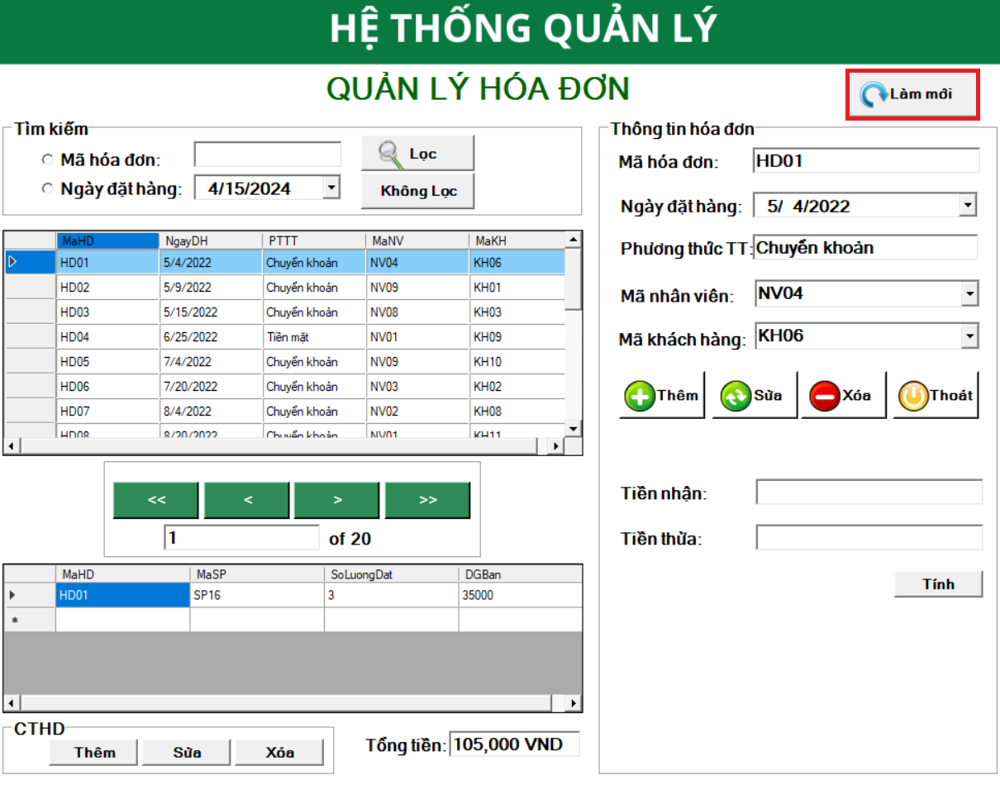 HỆ THỐNG QUẢN LÝ
QUẢN LÝ HÓA ĐƠN
Làm mới
Tìm kiếm
Mã hóa đơn:
Lọc
Ngày đặt hàng: 4/15/2024
Không Lọc
MaHD NgayDH PTTT MaNV MaKH
HD01 5/4/2022 Chuyển khoản NV04 KH06
HD02 5/9/2022 Chuyển khoản NV09 KH01
HD03 5/15/2022 Chuyển khoản NV08 KH03
HD04 6/25/2022 Tiền mặt NV01 KH09
HD05 7/4/2022 Chuyển khoản NV09 KH10
HD06 7/20/2022 Chuyển khoản NV03 KH02
HD07 8/4/2022 Chuyển khoản NV02 KH08
HD08 8/20/2022 Chuyển khoản NV01 KH11
<< < > >>
1 of 20
MaHD MaSP SoLuongDat DGBan
HD01 SP16 3 35000
*
CTHD
Thêm Sửa Xóa
Tổng tiền: 105,000 VND
Thông tin hóa đơn
Mã hóa đơn: HD01
Ngày đặt hàng: 5/ 4/2022
Phương thức TT: Chuyển khoản
Mã nhân viên: NV04
Mã khách hàng: KH06
Thêm Sửa Xóa Thoát
Tiền nhận:
Tiền thừa:
Tính